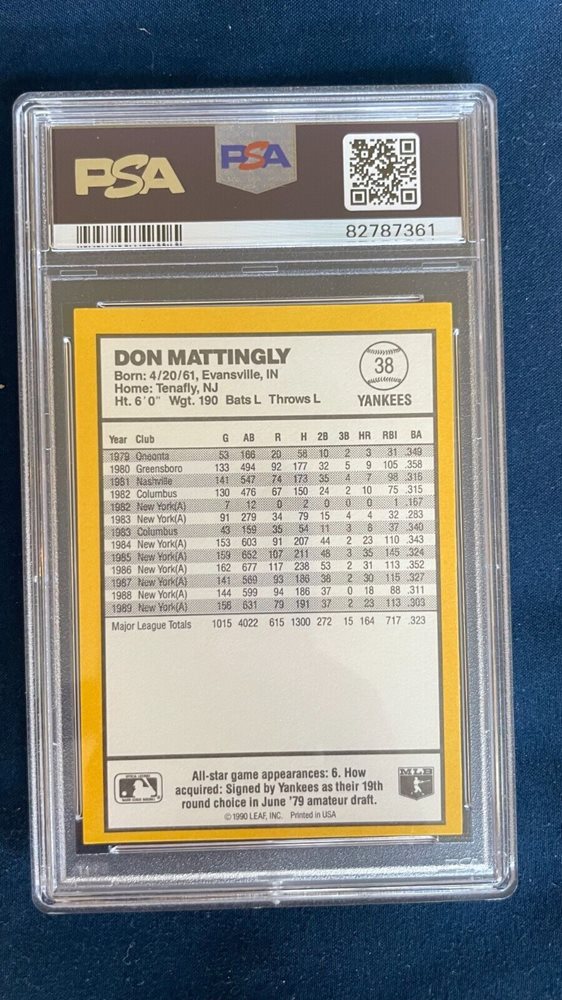 PSA
PSA
82787361
DON MATTINGLY
Born: 4/20/61, Evansville, IN
Home: Tenafly, NJ
Ht. 6'0" Wgt. 190 Bats L Throws L
38
YANKEES
Year Club G AB R H 2B 3B HR RBI BA
1979 Oneonta 53 166 20 58 10 2 3 31 .349
1980 Greensboro 133 494 92 177 32 5 9 105 .358
1981 Nashville 141 547 74 173 35 4 7 98 .316
1982 Columbus 130 476 67 150 24 2 10 75 .315
1982 New York(A) 7 12 0 2 0 0 0 1 .167
1983 New York(A) 91 279 34 79 15 4 4 32 .283
1983 Columbus 43 159 35 54 11 3 8 37 .340
1984 New York(A) 153 603 91 207 44 2 23 110 .343
1985 New York(A) 159 652 107 211 48 3 35 145 .324
1986 New York(A) 162 677 117 238 53 2 31 113 .352
1987 New York(A) 141 569 93 186 38 2 30 115 .327
1988 New York(A) 144 599 94 186 37 0 18 88 .311
1989 New York(A) 158 631 79 191 37 2 23 113 .303
Major League Totals 1015 4022 615 1300 272 15 164 717 .323
All-star game appearances: 6. How
acquired: Signed by Yankees as their 19th
round choice in June '79 amateur draft.
© 1990 LEAF, INC. Printed in USA
MLB